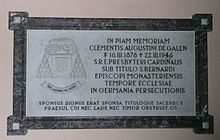 IN PIAM MEMORIAM
CLEMENTIS AUGUSTINI DE GALEN
* 16.III.1878 † 22.III.1946
S.R.E. PRESBYTERI CARDINALIS
SUB TITULO S. BERNARDI
EPISCOPI MONASTERIENSIS
TEMPORE ECCLESIAE
IN GERMANIA PERSECUTIONIS
SPONSUS DIGNUS ERAT SPONSA TITULOQUE SACERDOS
PRAESUL CUI NEC LAUS NEC TIMOR OBSTRUIT OS